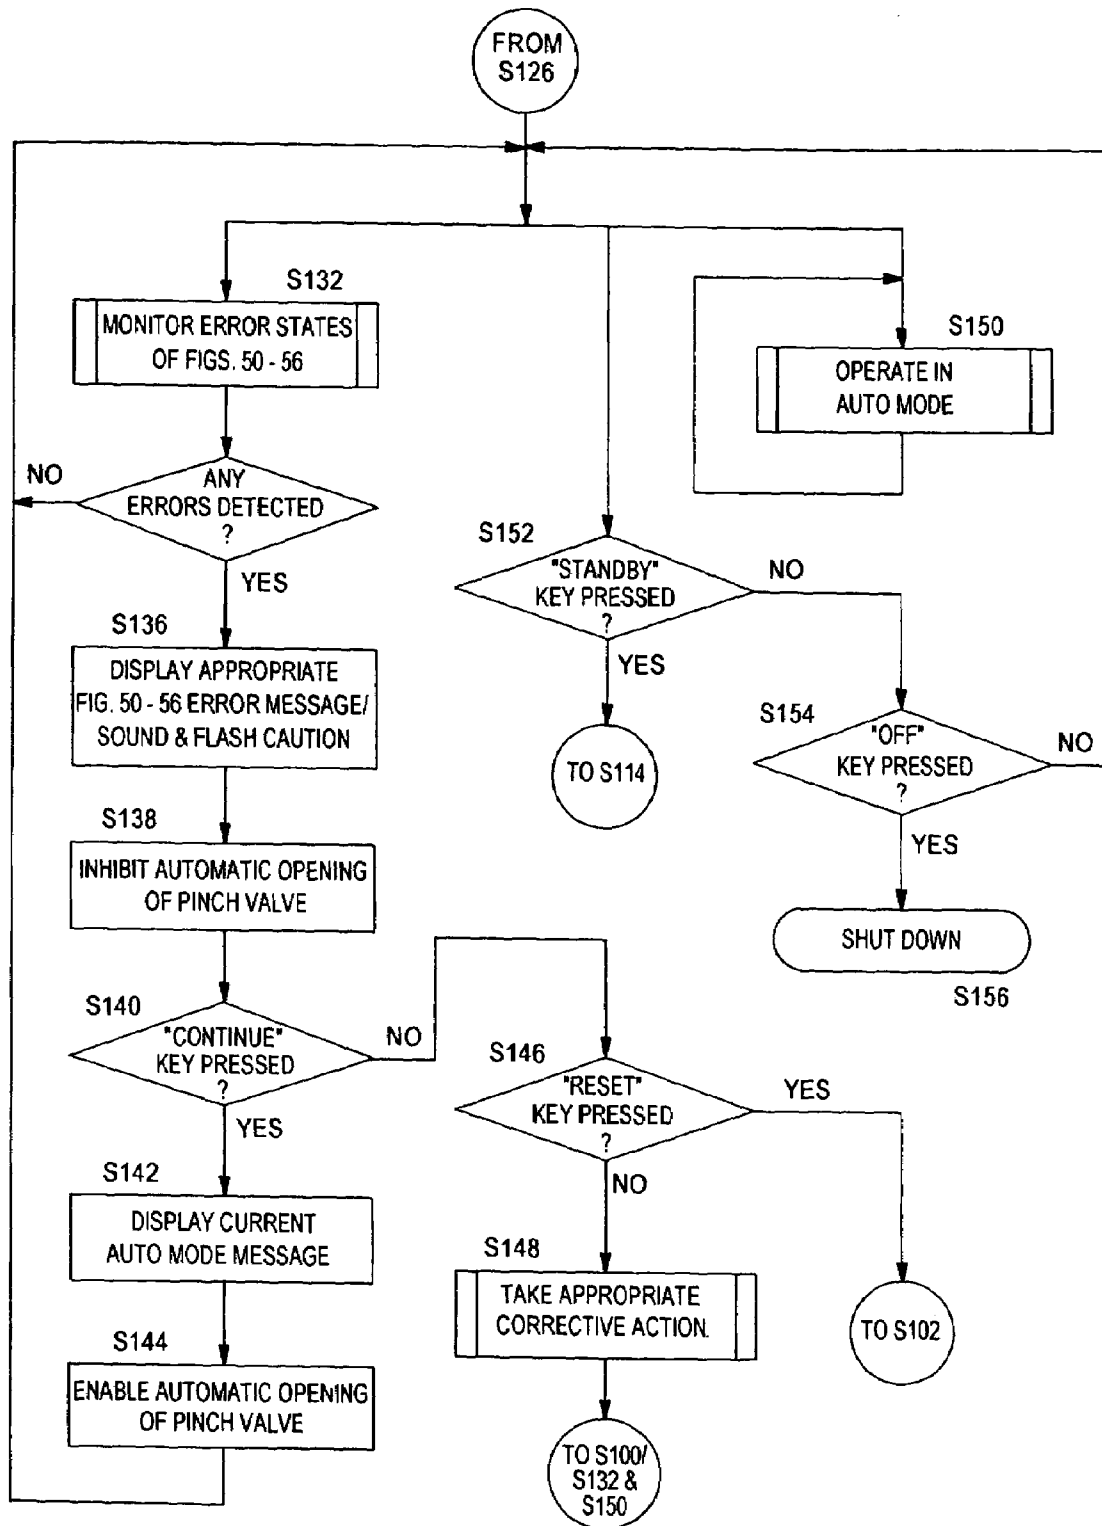 FROM
S126
S132
MONITOR ERROR STATES
OF FIGS. 50 - 56
S150
OPERATE IN
AUTO MODE
NO
ANY
ERRORS DETECTED
?
YES
S152
"STANDBY"
KEY PRESSED
?
NO
YES
S136
DISPLAY APPROPRIATE
FIG. 50 - 56 ERROR MESSAGE/
SOUND & FLASH CAUTION
S154
"OFF"
KEY PRESSED
?
NO
YES
TO S114
S138
INHIBIT AUTOMATIC OPENING
OF PINCH VALVE
SHUT DOWN
S156
S140
"CONTINUE"
KEY PRESSED
?
NO
YES
S146
"RESET"
KEY PRESSED
?
YES
NO
S142
DISPLAY CURRENT
AUTO MODE MESSAGE
S148
TAKE APPROPRIATE
CORRECTIVE ACTION.
TO S102
S144
ENABLE AUTOMATIC OPENING
OF PINCH VALVE
TO S100/
S132 &
S150